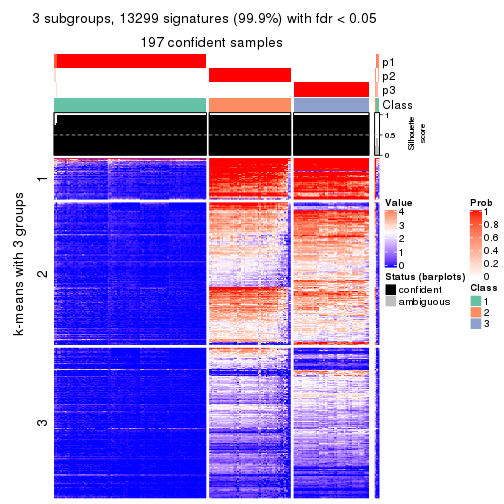 3 subgroups, 13299 signatures (99.9%) with fdr < 0.05
197 confident samples
p1
p2
p3
Class
1
0.5
0
Silhouette
score
k-means with 3 groups
1
2
3
Value
4
3
2
1
0
Status (barplots)
confident
ambiguous
Prob
1
0.8
0.6
0.4
0.2
0
Class
1
2
3